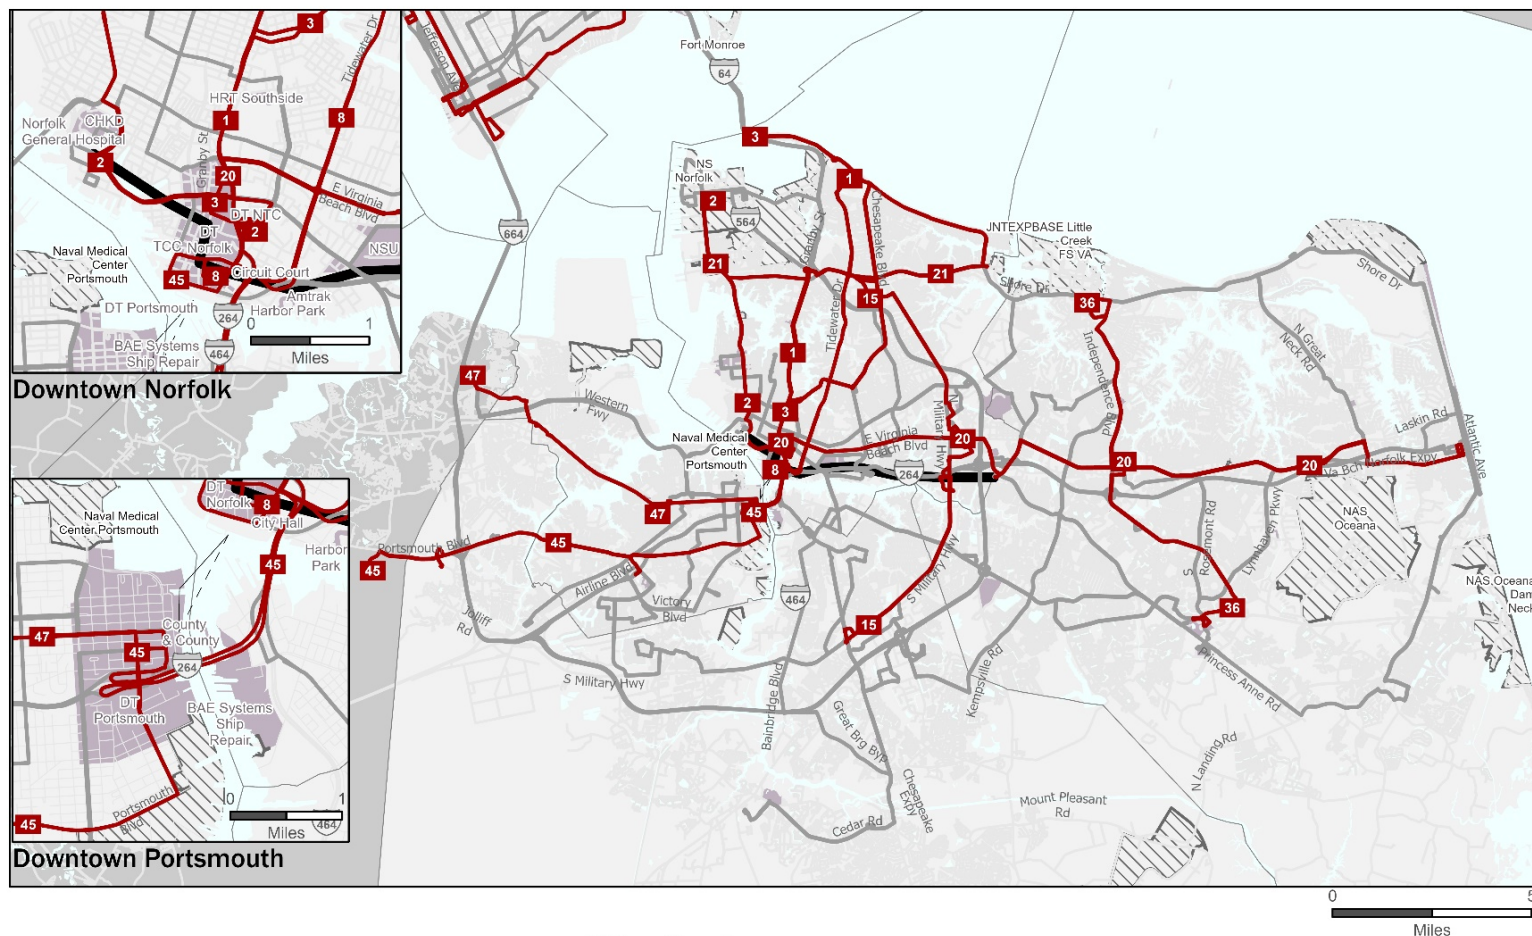 3
Tidewater Dr
HRT Southside
8
1
CHKD
Norfolk
General Hospital
Granby St
2
20
E Virginia
Beach Blvd
3
DT NTC
2
DT
Norfolk
TCC
NSU
Naval Medical
Center
Portsmouth
45
8
Circuit Court
Amtrak
Harbor Park
DT Portsmouth
264
0
1
Miles
BAE Systems
Ship Repair
464
Downtown Norfolk
DT
Norfolk
8
City Hall
Naval Medical
Center Portsmouth
Harbor
Park
45
County
& County
47
45
264
DT
Portsmouth
BAE Systems
Ship
Repair
Portsmouth
Blvd
45
0
1
Miles
464
Downtown Portsmouth
Jefferson Ave
Fort Monroe
64
3
NS
Norfolk
1
2
564
664
Granby St
Chesapeake Blvd
JNTEXPBASE Little
Creek
FS VA
Shore Dr
21
21
Shore Dr
15
36
Tidewater Dr
Independence Blvd
N Great
Neck Rd
1
47
Western
Fwy
2
3
N
Military Hwy
Laskin Rd
Atlantic Ave
Naval Medical
Center
Portsmouth
20
E Virginia
Beach Blvd
20
20
20
Va Bch Norfolk Expy
8
264
47
45
S
Rosemont Rd
Lynnhaven Pkwy
NAS
Oceana
45
Portsmouth Blvd
45
Airline Blvd
S Military Hwy
NAS Oceana
Dam
Neck
464
Victory
Blvd
Jolliff
Rd
15
36
S Military Hwy
Bainbridge Blvd
Kempsville Rd
Princess Anne Rd
Great Brg Byp
N Landing Rd
Chesapeake
Expy
Mount Pleasant
Rd
Cedar Rd
0
5
Miles